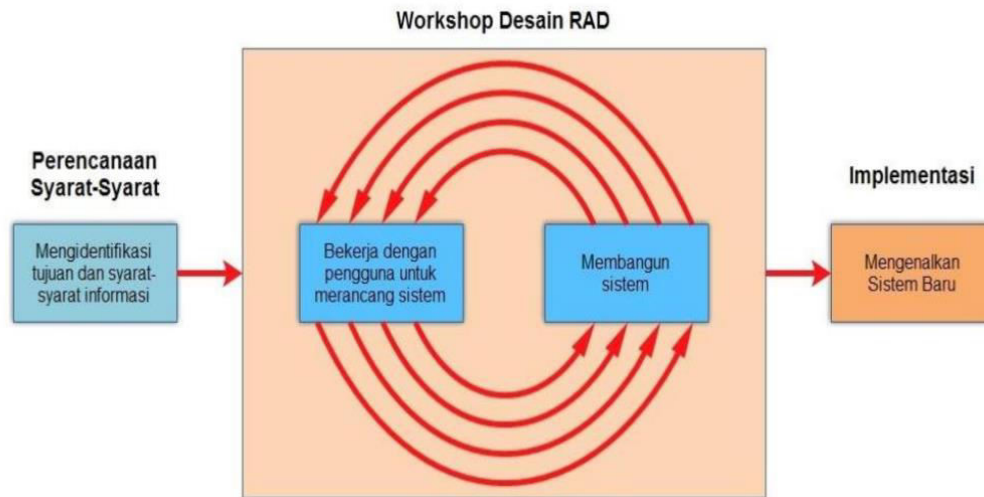 Workshop Desain RAD
Perencanaan
Syarat-Syarat
Mengidentifikasi
tujuan dan syarat-
syarat informasi
Bekerja dengan
pengguna untuk
merancang sistem
Membangun
sistem
Implementasi
Mengenalkan
Sistem Baru